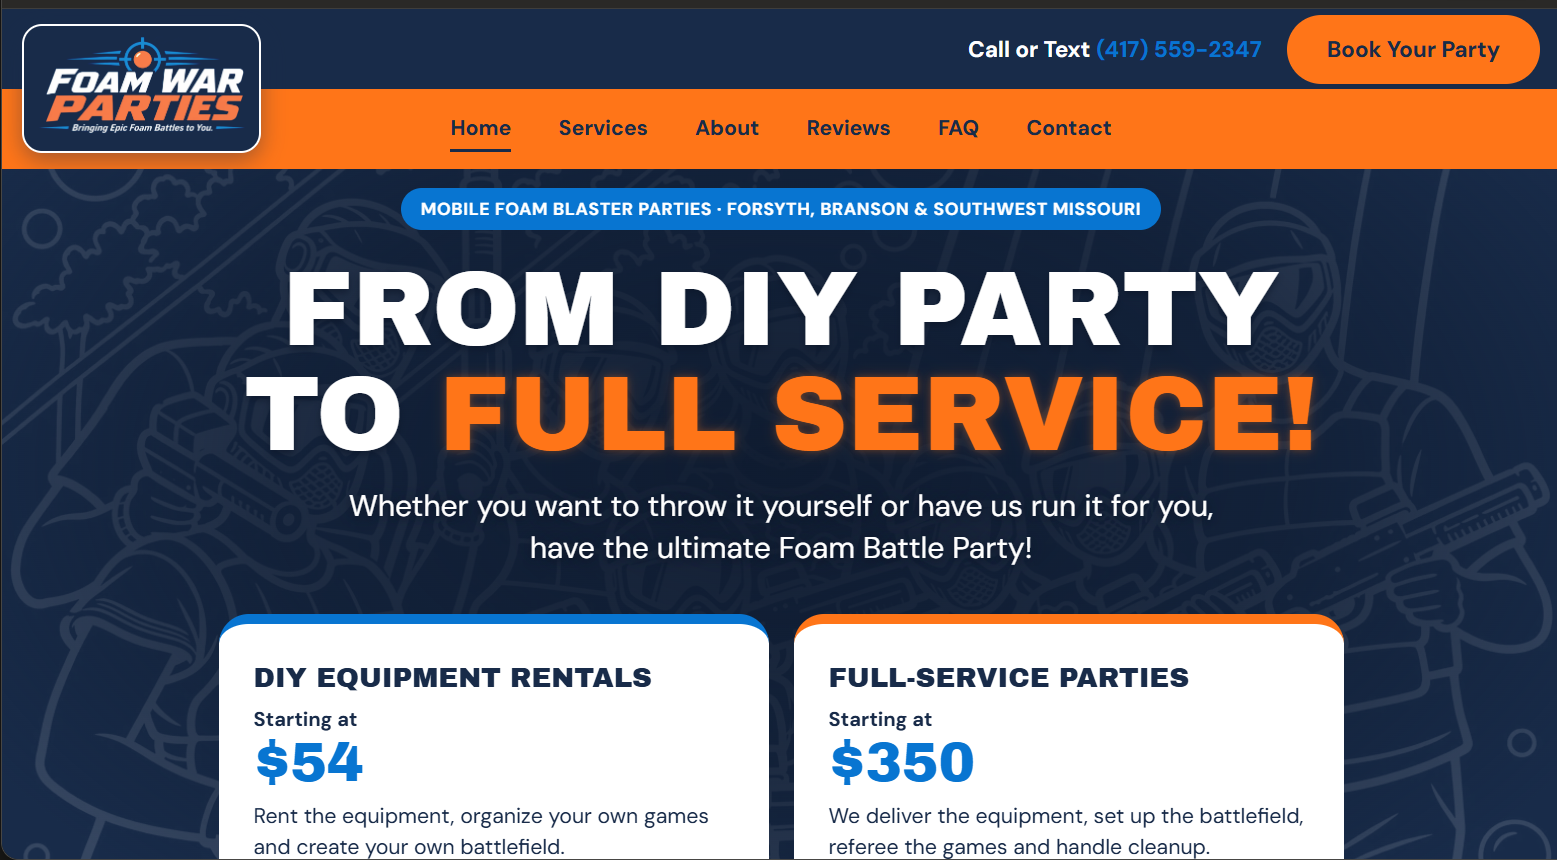 FOAM WAR
PARTIES
Bringing Epic Foam Battles to You.
Call or Text (417) 559-2347
Book Your Party
Home
Services
About
Reviews
FAQ
Contact
MOBILE FOAM BLASTER PARTIES · FORSYTH, BRANSON & SOUTHWEST MISSOURI
FROM DIY PARTY
TO FULL SERVICE!
Whether you want to throw it yourself or have us run it for you,
have the ultimate Foam Battle Party!
DIY EQUIPMENT RENTALS
Starting at
$54
Rent the equipment, organize your own games
and create your own battlefield.
FULL-SERVICE PARTIES
Starting at
$350
We deliver the equipment, set up the battlefield,
referee the games and handle cleanup.